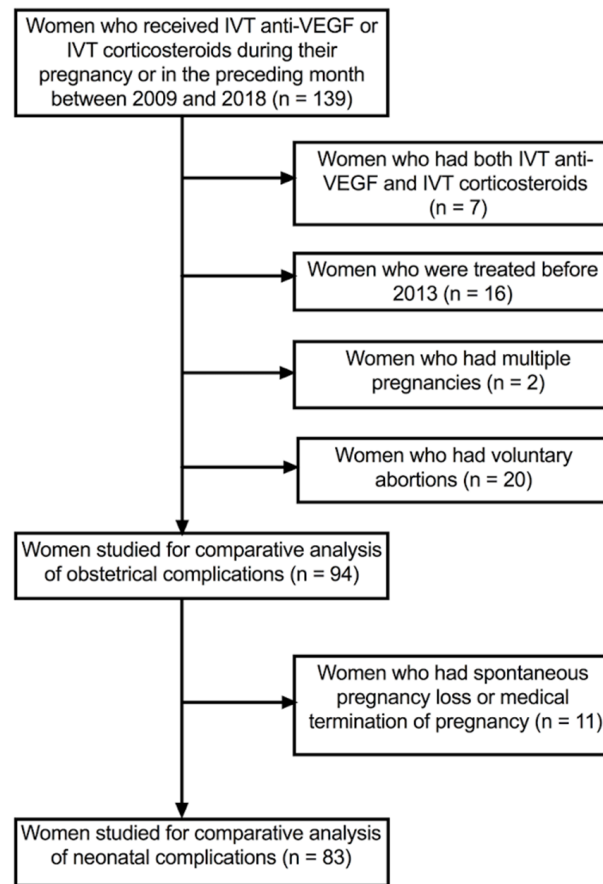 Women who received IVT anti-VEGF or
IVT corticosteroids during their
pregnancy or in the preceding month
between 2009 and 2018 (n = 139)
Women who had both IVT anti-
VEGF and IVT corticosteroids
(n = 7)
Women who were treated before
2013 (n = 16)
Women who had multiple
pregnancies (n = 2)
Women who had voluntary
abortions (n = 20)
Women studied for comparative analysis
of obstetrical complications (n = 94)
Women who had spontaneous
pregnancy loss or medical
termination of pregnancy (n = 11)
Women studied for comparative analysis
of neonatal complications (n = 83)